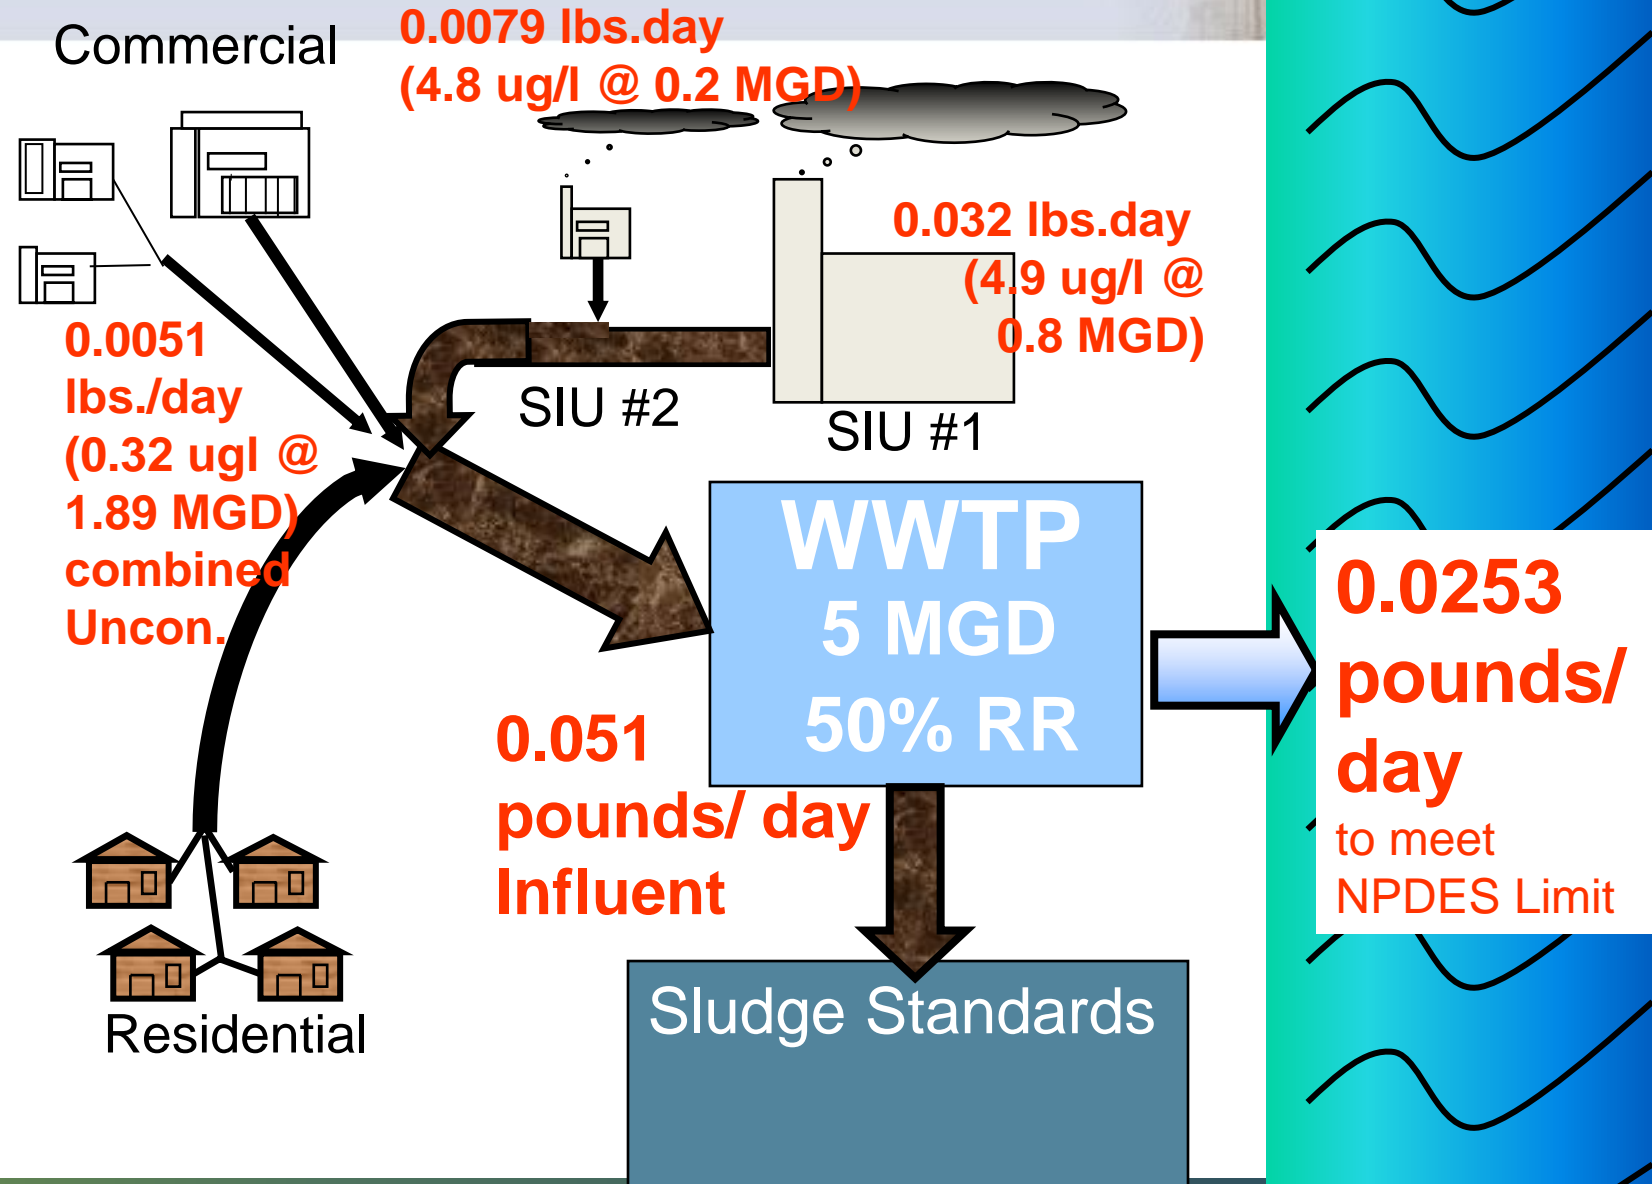 Commercial
0.0079 lbs.day
(4.8 ug/l @ 0.2 MGD)
0.032 lbs.day
(4.9 ug/l @
0.8 MGD)
0.0051
lbs./day
(0.32 ugl @
1.89 MGD)
combined
Uncon.
SIU #2
SIU #1
WWTP
5 MGD
50% RR
0.0253
pounds/
day
to meet
NPDES Limit
0.051
pounds/ day
Influent
Sludge Standards
Residential